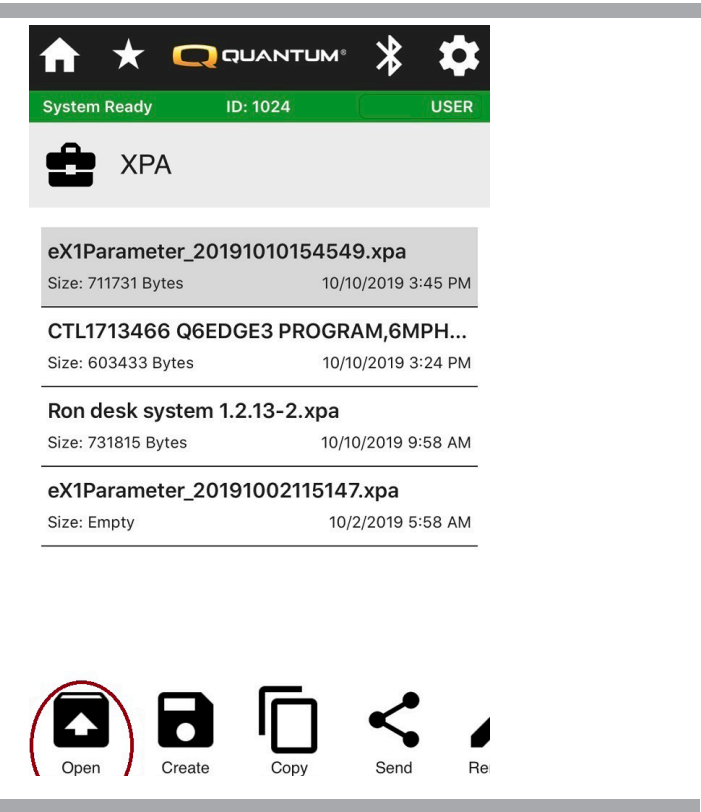 QUANTUM®
System Ready ID: 1024 USER
XPA
eX1Parameter_20191010154549.xpa
Size: 711731 Bytes 10/10/2019 3:45 PM
CTL1713466 Q6EDGE3 PROGRAM,6MPH...
Size: 603433 Bytes 10/10/2019 3:24 PM
Ron desk system 1.2.13-2.xpa
Size: 731815 Bytes 10/10/2019 9:58 AM
eX1Parameter_20191002115147.xpa
Size: Empty 10/2/2019 5:58 AM
Open Create Copy Send